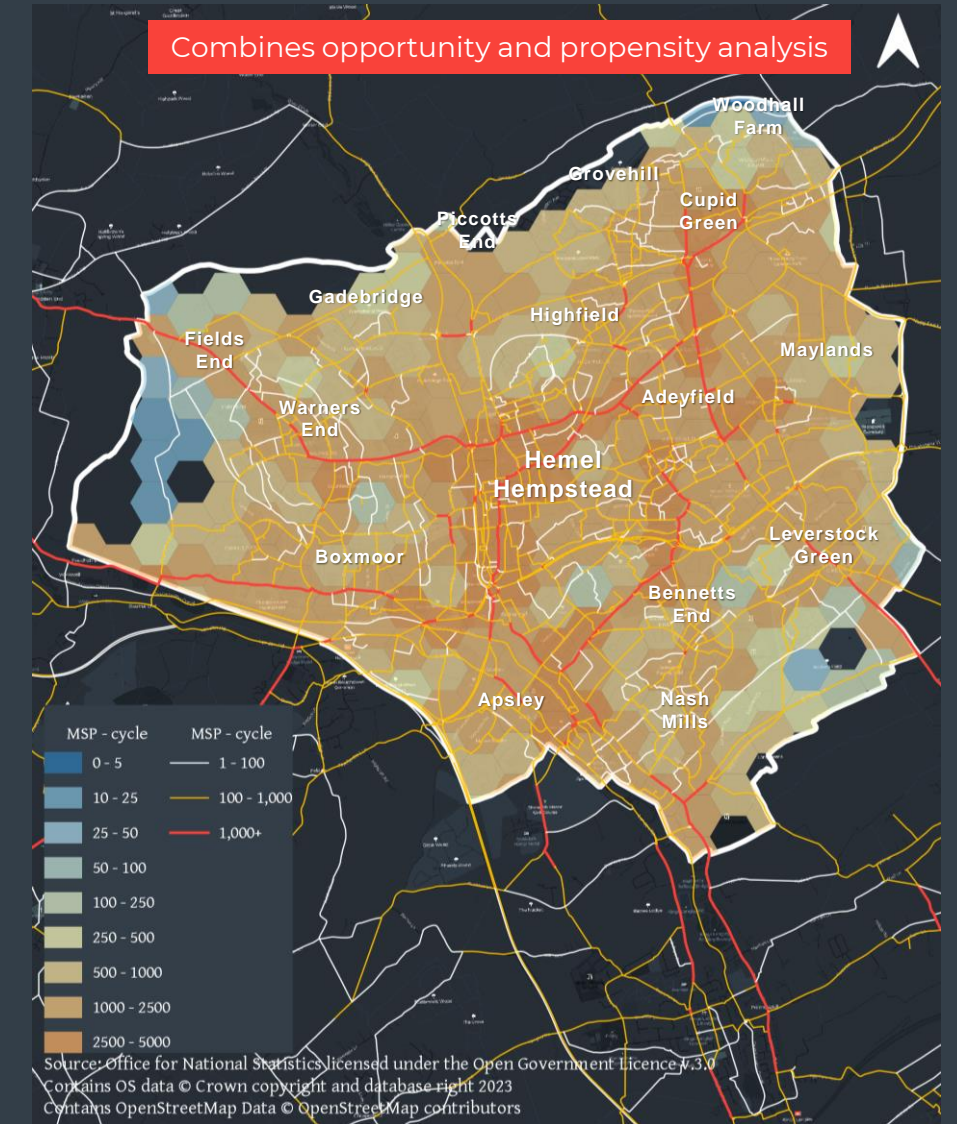 Combines opportunity and propensity analysis
Woodhall
Farm
Grovehill
Cupid
Green
Piccotts
End
Gadebridge
Highfield
Fields
End
Maylands
Adeyfield
Warners
End
Hemel
Hempstead
Leverstock
Green
Boxmoor
Bennetts
End
Apsley
Nash
Mills
MSP - cycle
MSP - cycle
0 - 5
1 - 100
10 - 25
100 - 1,000
25 - 50
1,000+
50 - 100
100 - 250
250 - 500
500 - 1000
1000 - 2500
2500 - 5000
Source: Office for National Statistics licensed under the Open Government Licence v.3.0
Contains OS data © Crown copyright and database right 2023
Contains OpenStreetMap Data © OpenStreetMap contributors